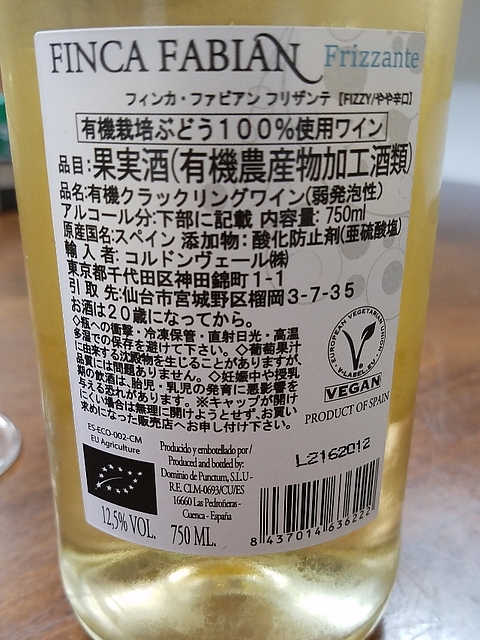 FINCA FABIAN Frizzante
フィンカ・ファビアン フリザンテ [FIZZY/やや辛口]
有機栽培ぶどう100%使用ワイン
品目:果実酒(有機農産物加工酒類)
品名:有機クラックリングワイン(弱発泡性)
アルコール分:下部に記載 内容量:750ml
原産国名:スペイン 添加物:酸化防止剤(亜硫酸塩)
輸入者:コルドンヴェール㈱
東京都千代田区神田錦町1-1
引取先:仙台市宮城野区榴岡3-7-35
お酒は20歳になってから。
◇瓶への衝撃・冷凍保管・直射日光・高温
多湿での保存を避けて下さい。◇葡萄果汁
に由来する沈殿物を生じることがありますが、
品質には問題ありません。◇妊娠中や授乳
期の飲酒は、胎児・乳児の発育に悪影響を
与える恐れがあります。※キャップが開け
にくい場合は無理に開けようとせず、お買い
求めになった販売店へお申し付け下さい。
EUROPEAN VEGETARIAN UNION
V-LABEL.EU
VEGAN
PRODUCT OF SPAIN
ES-ECO-002-CM
EU Agriculture
Producido y embotellado por /
Produced and bottled by:
Dominio de Punctum, S.L.U -
R.E. CLM-0693/CU/ES
16660 Las Pedroñeras -
Cuenca - España
L2162012
12,5% VOL. 750 ML.
8 437014 636222